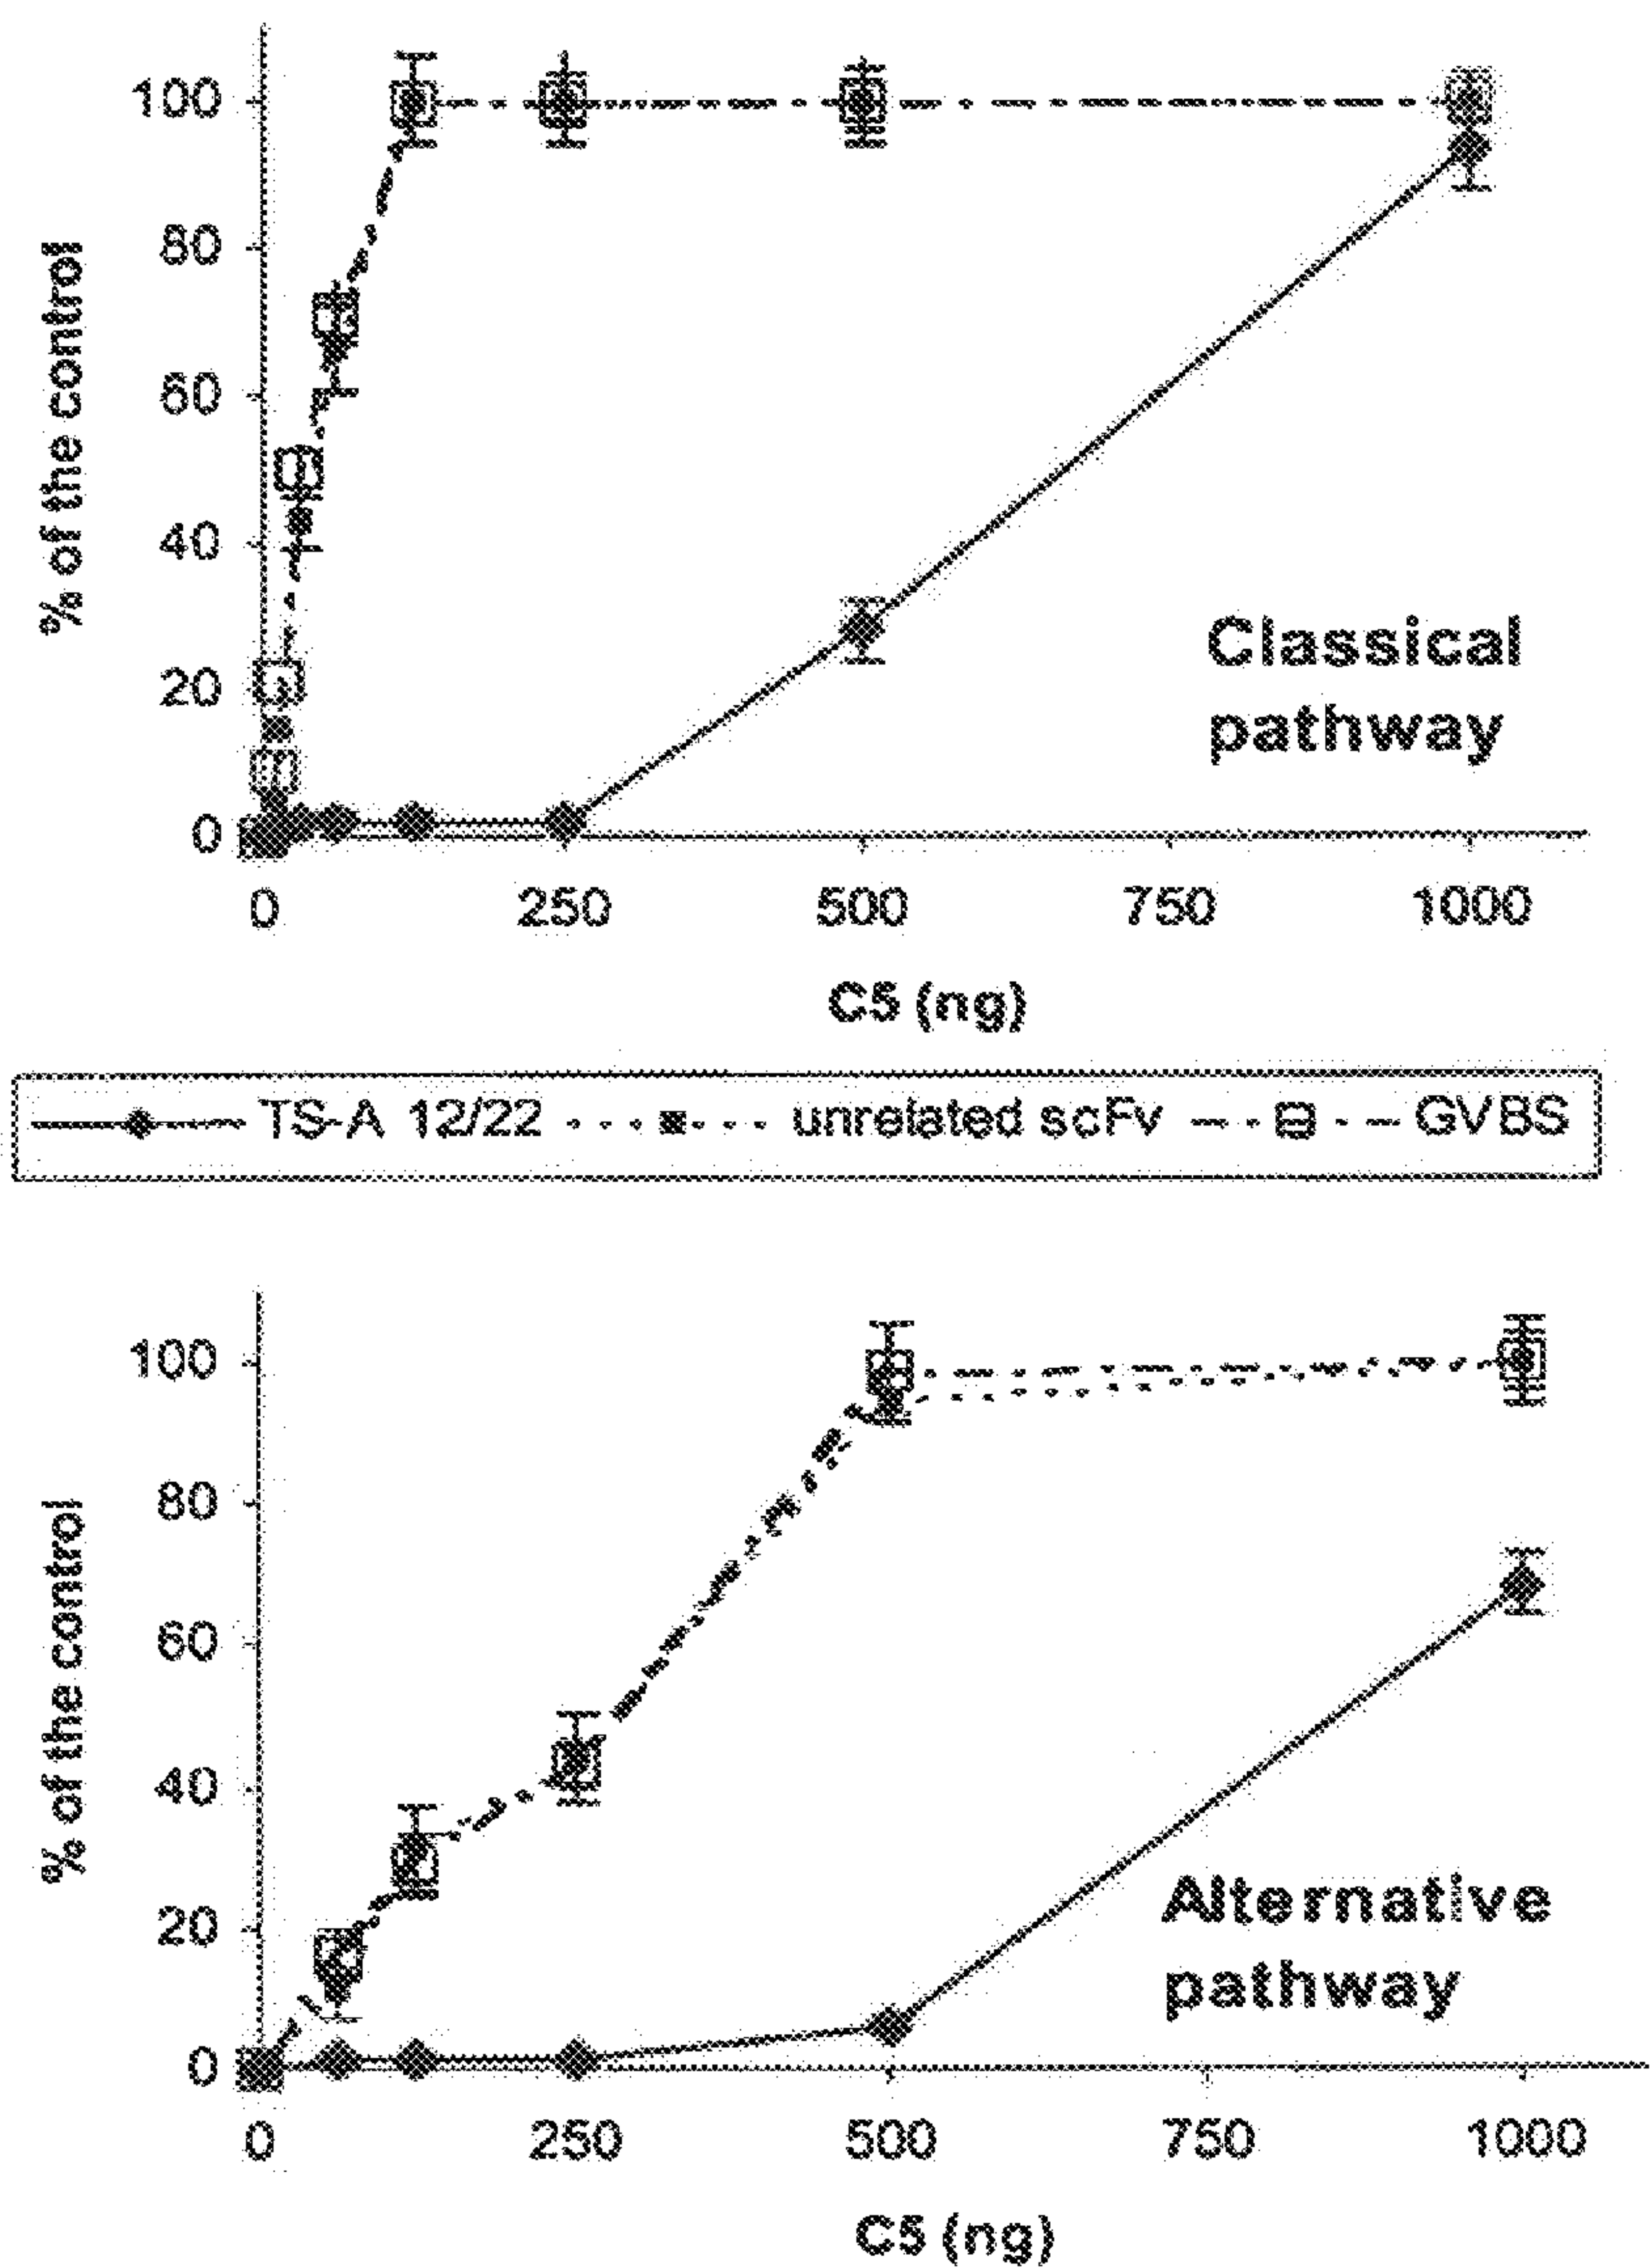 % of the control
100
80
60
40
20
0
0 250 500 750 1000
C5 (ng)
Classical
pathway
TS-A 12/22 unrelated scFv GVBS
% of the control
100
80
60
40
20
0
0 250 500 750 1000
C5 (ng)
Alternative
pathway